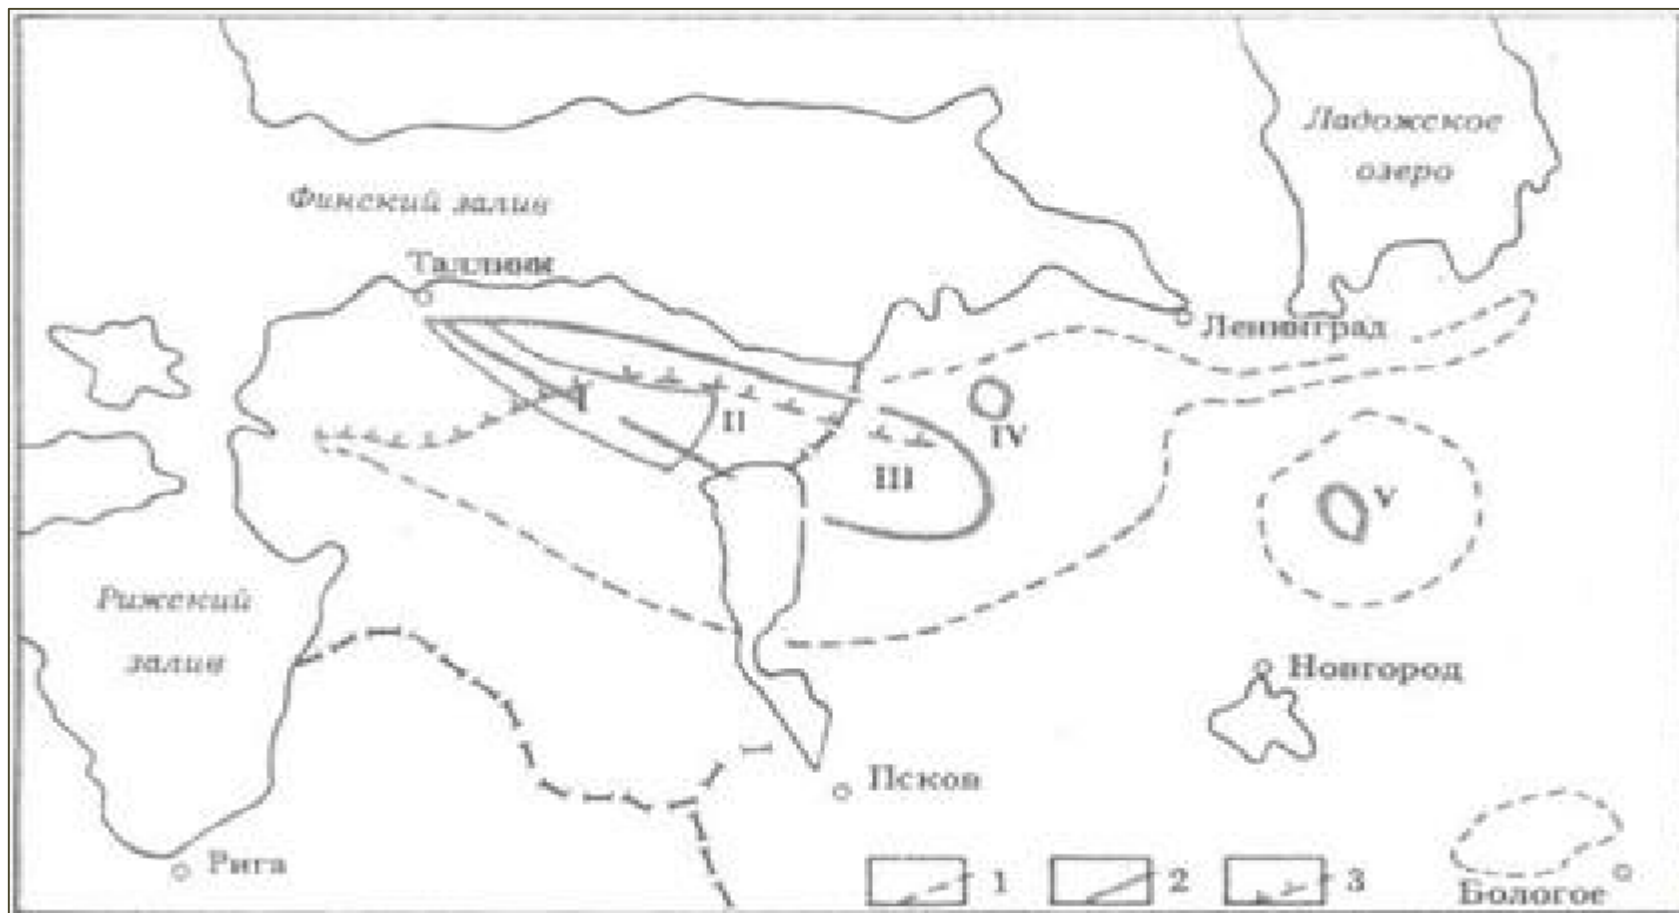 Ладожское
озеро
Финский залив
Таллинн
Ленинград
I
II
III
IV
V
Рижский
залив
Новгород
Псков
Рига
1
2
3
Бологое